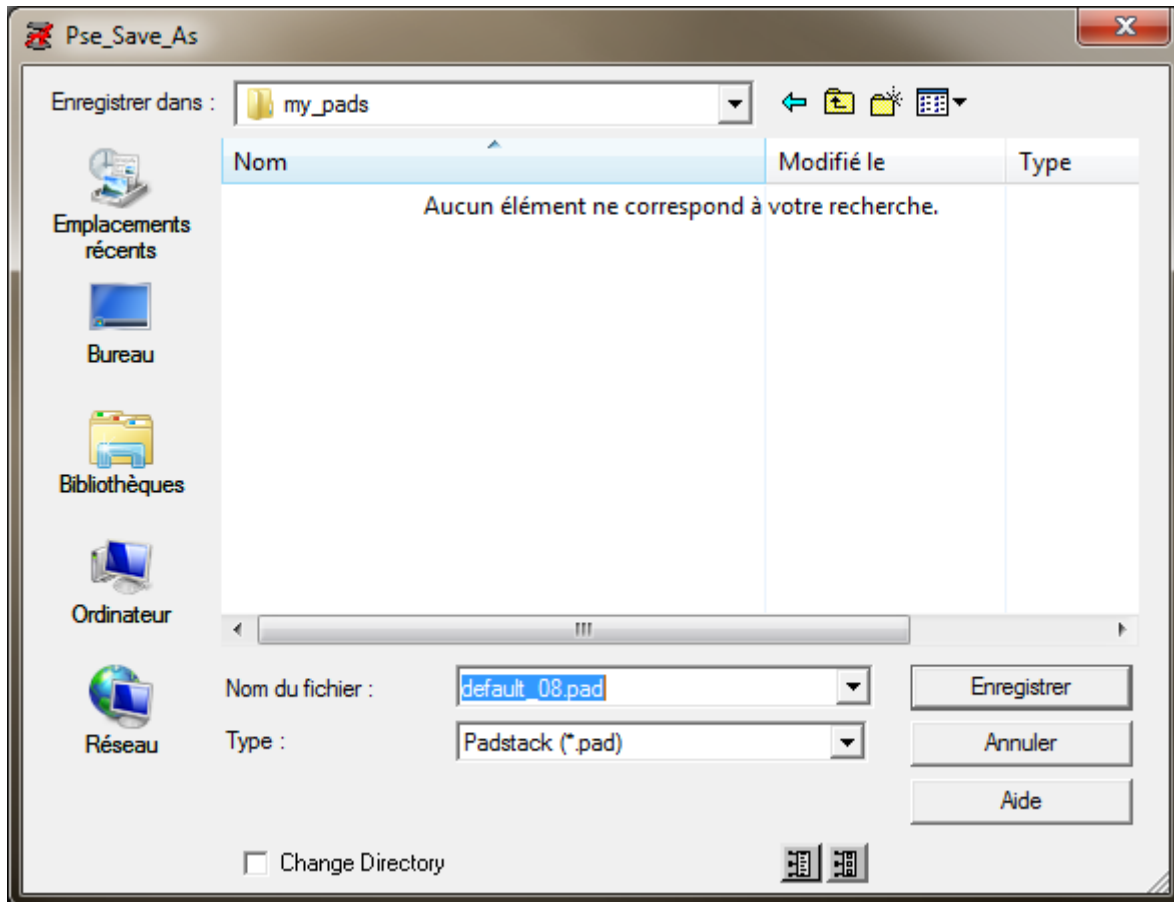 Pse_Save_As
Enregistrer dans :
my_pads
Nom
Modifié le
Type
Aucun élément ne correspond à votre recherche.
Emplacements
récents
Bureau
Bibliothèques
Ordinateur
Réseau
Nom du fichier :
default_08.pad
Enregistrer
Type :
Padstack (*.pad)
Annuler
Aide
Change Directory